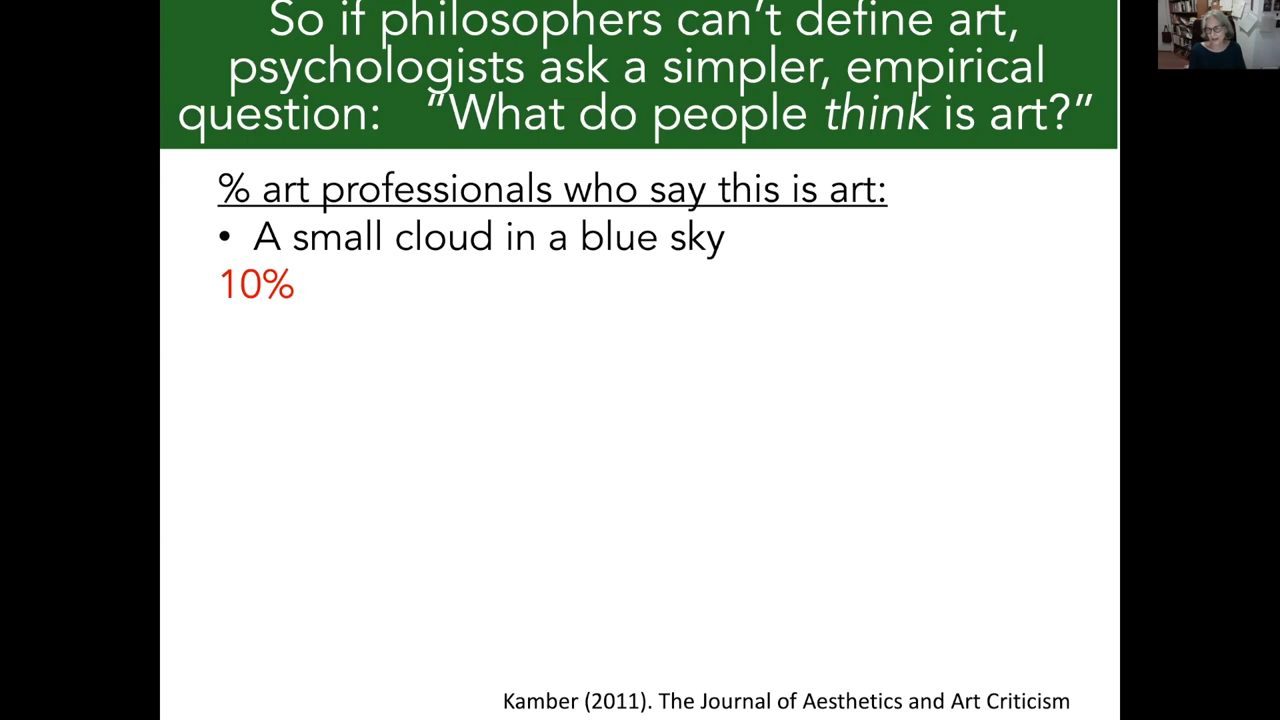 So if philosophers can’t define art,
psychologists ask a simpler, empirical
question: “What do people think is art?”
% art professionals who say this is art:
• A small cloud in a blue sky
10%
Kamber (2011). The Journal of Aesthetics and Art Criticism